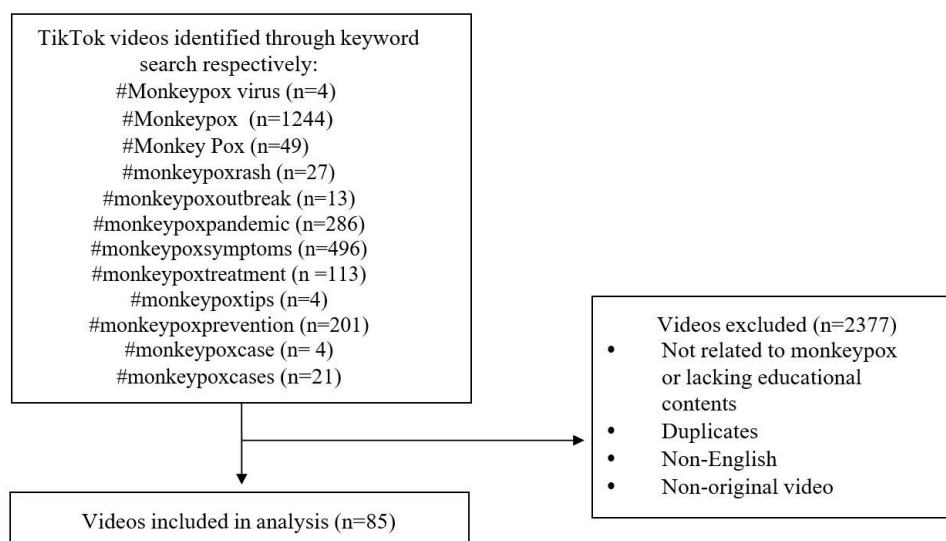 TikTok videos identified through keyword
search respectively:
#Monkeypox virus (n=4)
#Monkeypox (n=1244)
#Monkey Pox (n=49)
#monkeypoxrash (n=27)
#monkeypoxoutbreak (n=13)
#monkeypoxpandemic (n=286)
#monkeypoxsymptoms (n=496)
#monkeypoxtreatment (n =113)
#monkeypoxtips (n=4)
#monkeypoxprevention (n=201)
#monkeypoxcase (n= 4)
#monkeypoxcases (n=21)
Videos excluded (n=2377)
• Not related to monkeypox
or lacking educational
contents
• Duplicates
• Non-English
• Non-original video
Videos included in analysis (n=85)